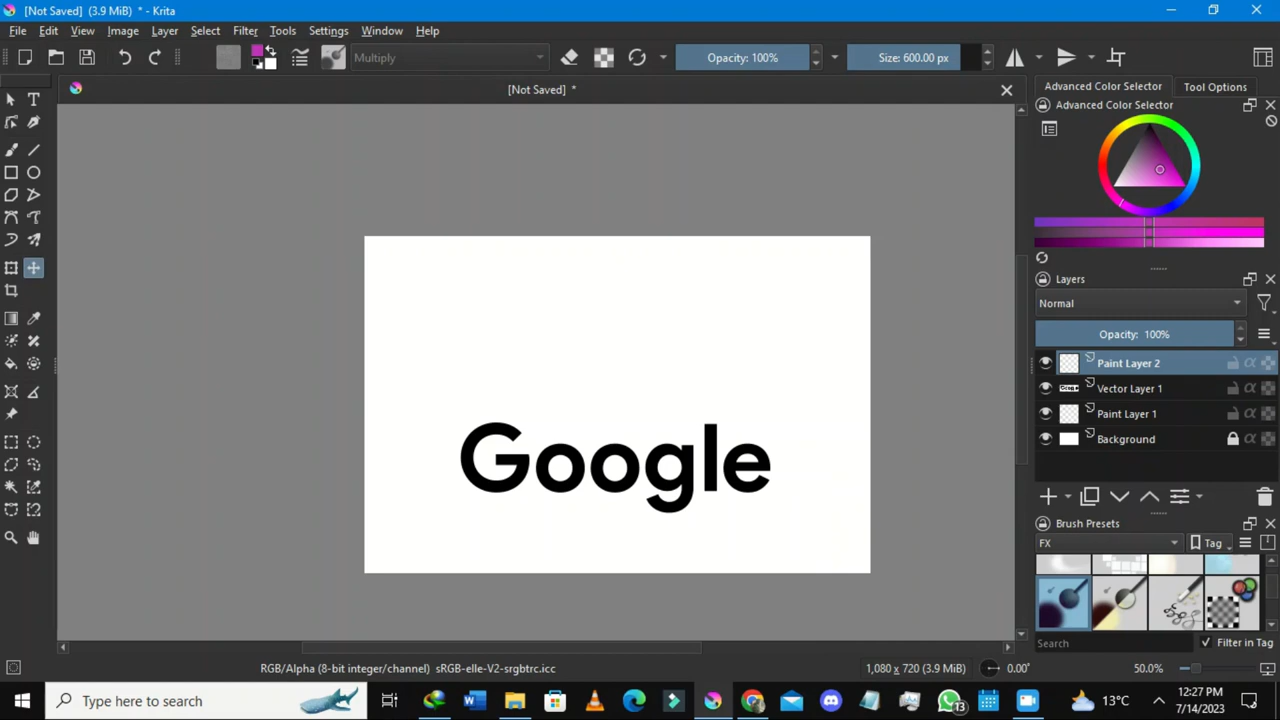 [Not Saved] (3.9 MiB) * - Krita
File Edit View Image Layer Select Filter Tools Settings Window Help
Multiply Opacity: 100% Size: 600.00 px
[Not Saved] *
Advanced Color Selector Tool Options
Advanced Color Selector
Layers
Normal
Opacity: 100%
Paint Layer 2
Vector Layer 1
Paint Layer 1
Background
Google
Brush Presets
FX Tag
Search Filter in Tag
RGB/Alpha (8-bit integer/channel) sRGB-elle-V2-srgbtrc.icc 1,080 x 720 (3.9 MiB) 0.00° 50.0%
Type here to search 13 13°C 12:27 PM
7/14/2023